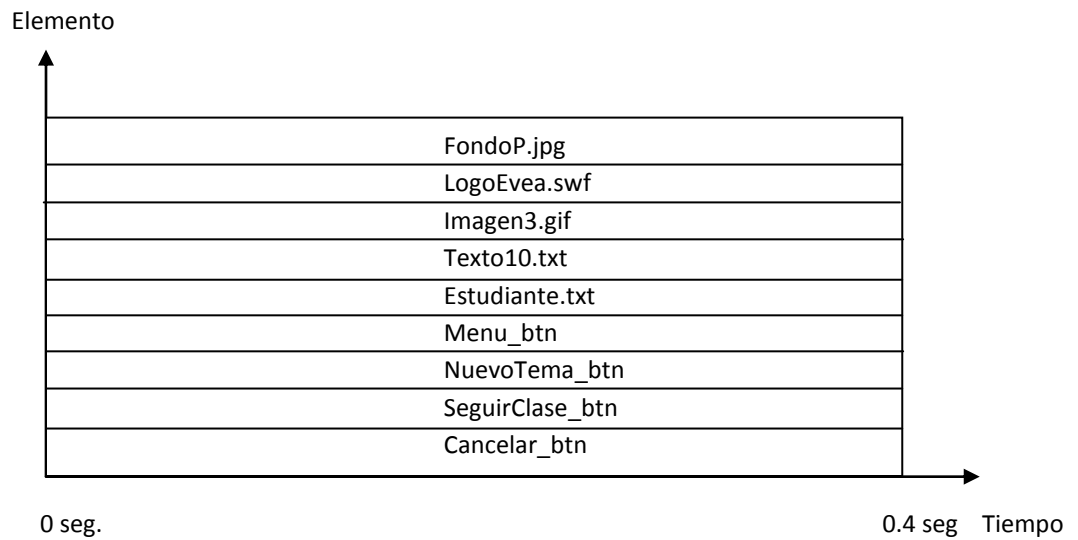 Elemento
FondoP.jpg
LogoEvea.swf
Imagen3.gif
Texto10.txt
Estudiante.txt
Menu_btn
NuevoTema_btn
SeguirClase_btn
Cancelar_btn
0 seg. 0.4 seg Tiempo